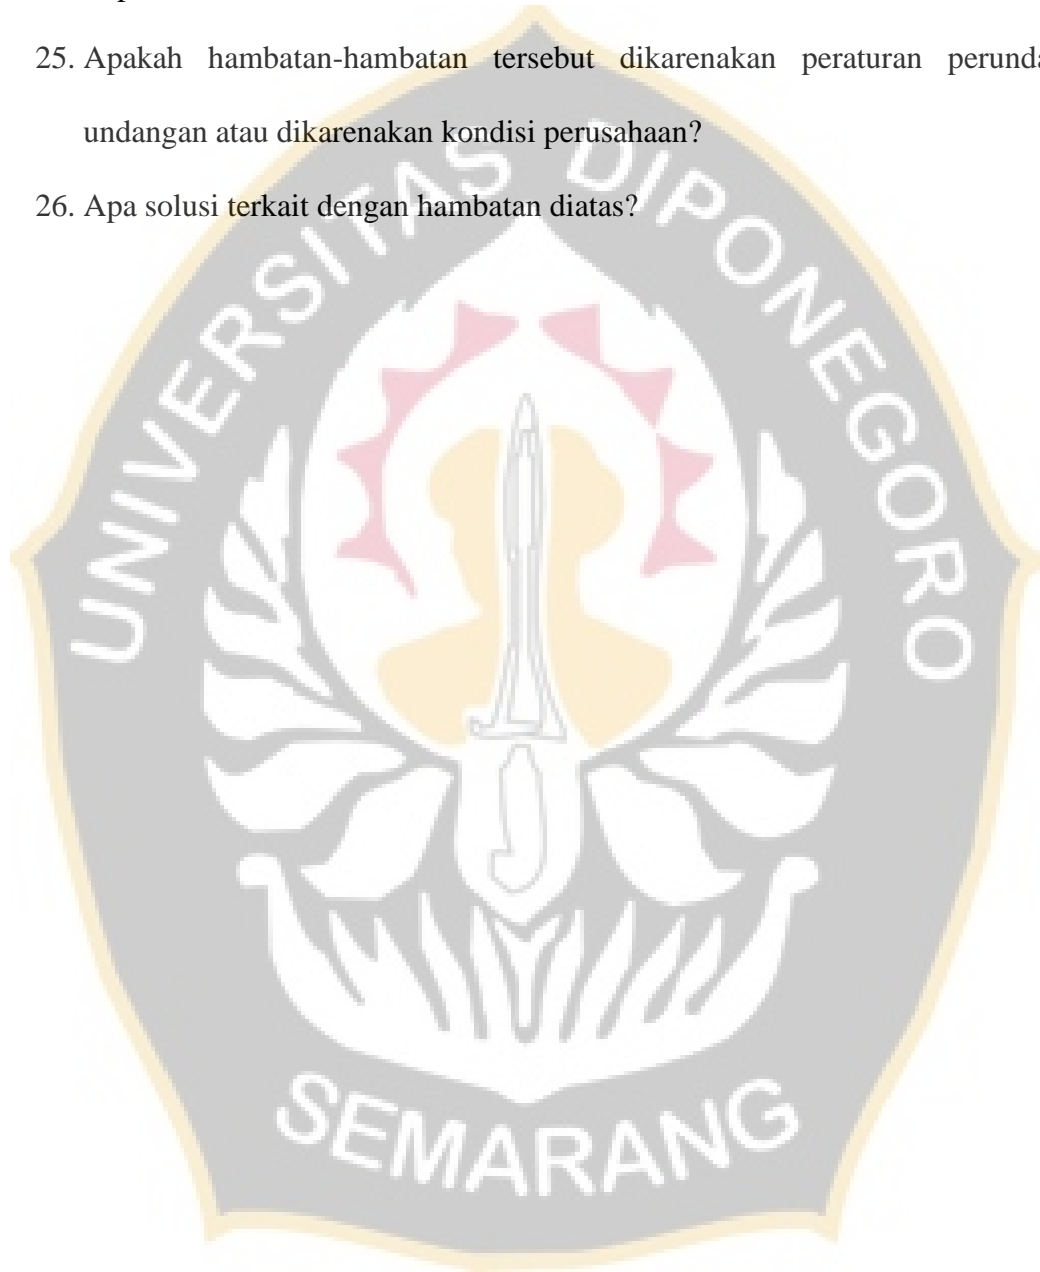 25. Apakah hambatan-hambatan tersebut dikarenakan peraturan
undangan atau dikarenakan kondisi perusahaan?
26. Apa solusi terkait dengan hambatan diatas?
UNIVERSITAS DIPONEGORO
SEMARANG